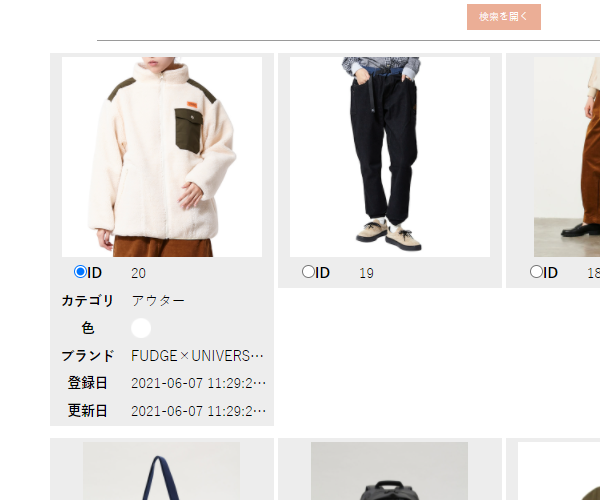 検索を開く
ID 20
ID 19
ID 18
カテゴリ アウター
色
ブランド FUDGE×UNIVERS…
登録日 2021-06-07 11:29:2…
更新日 2021-06-07 11:29:2…